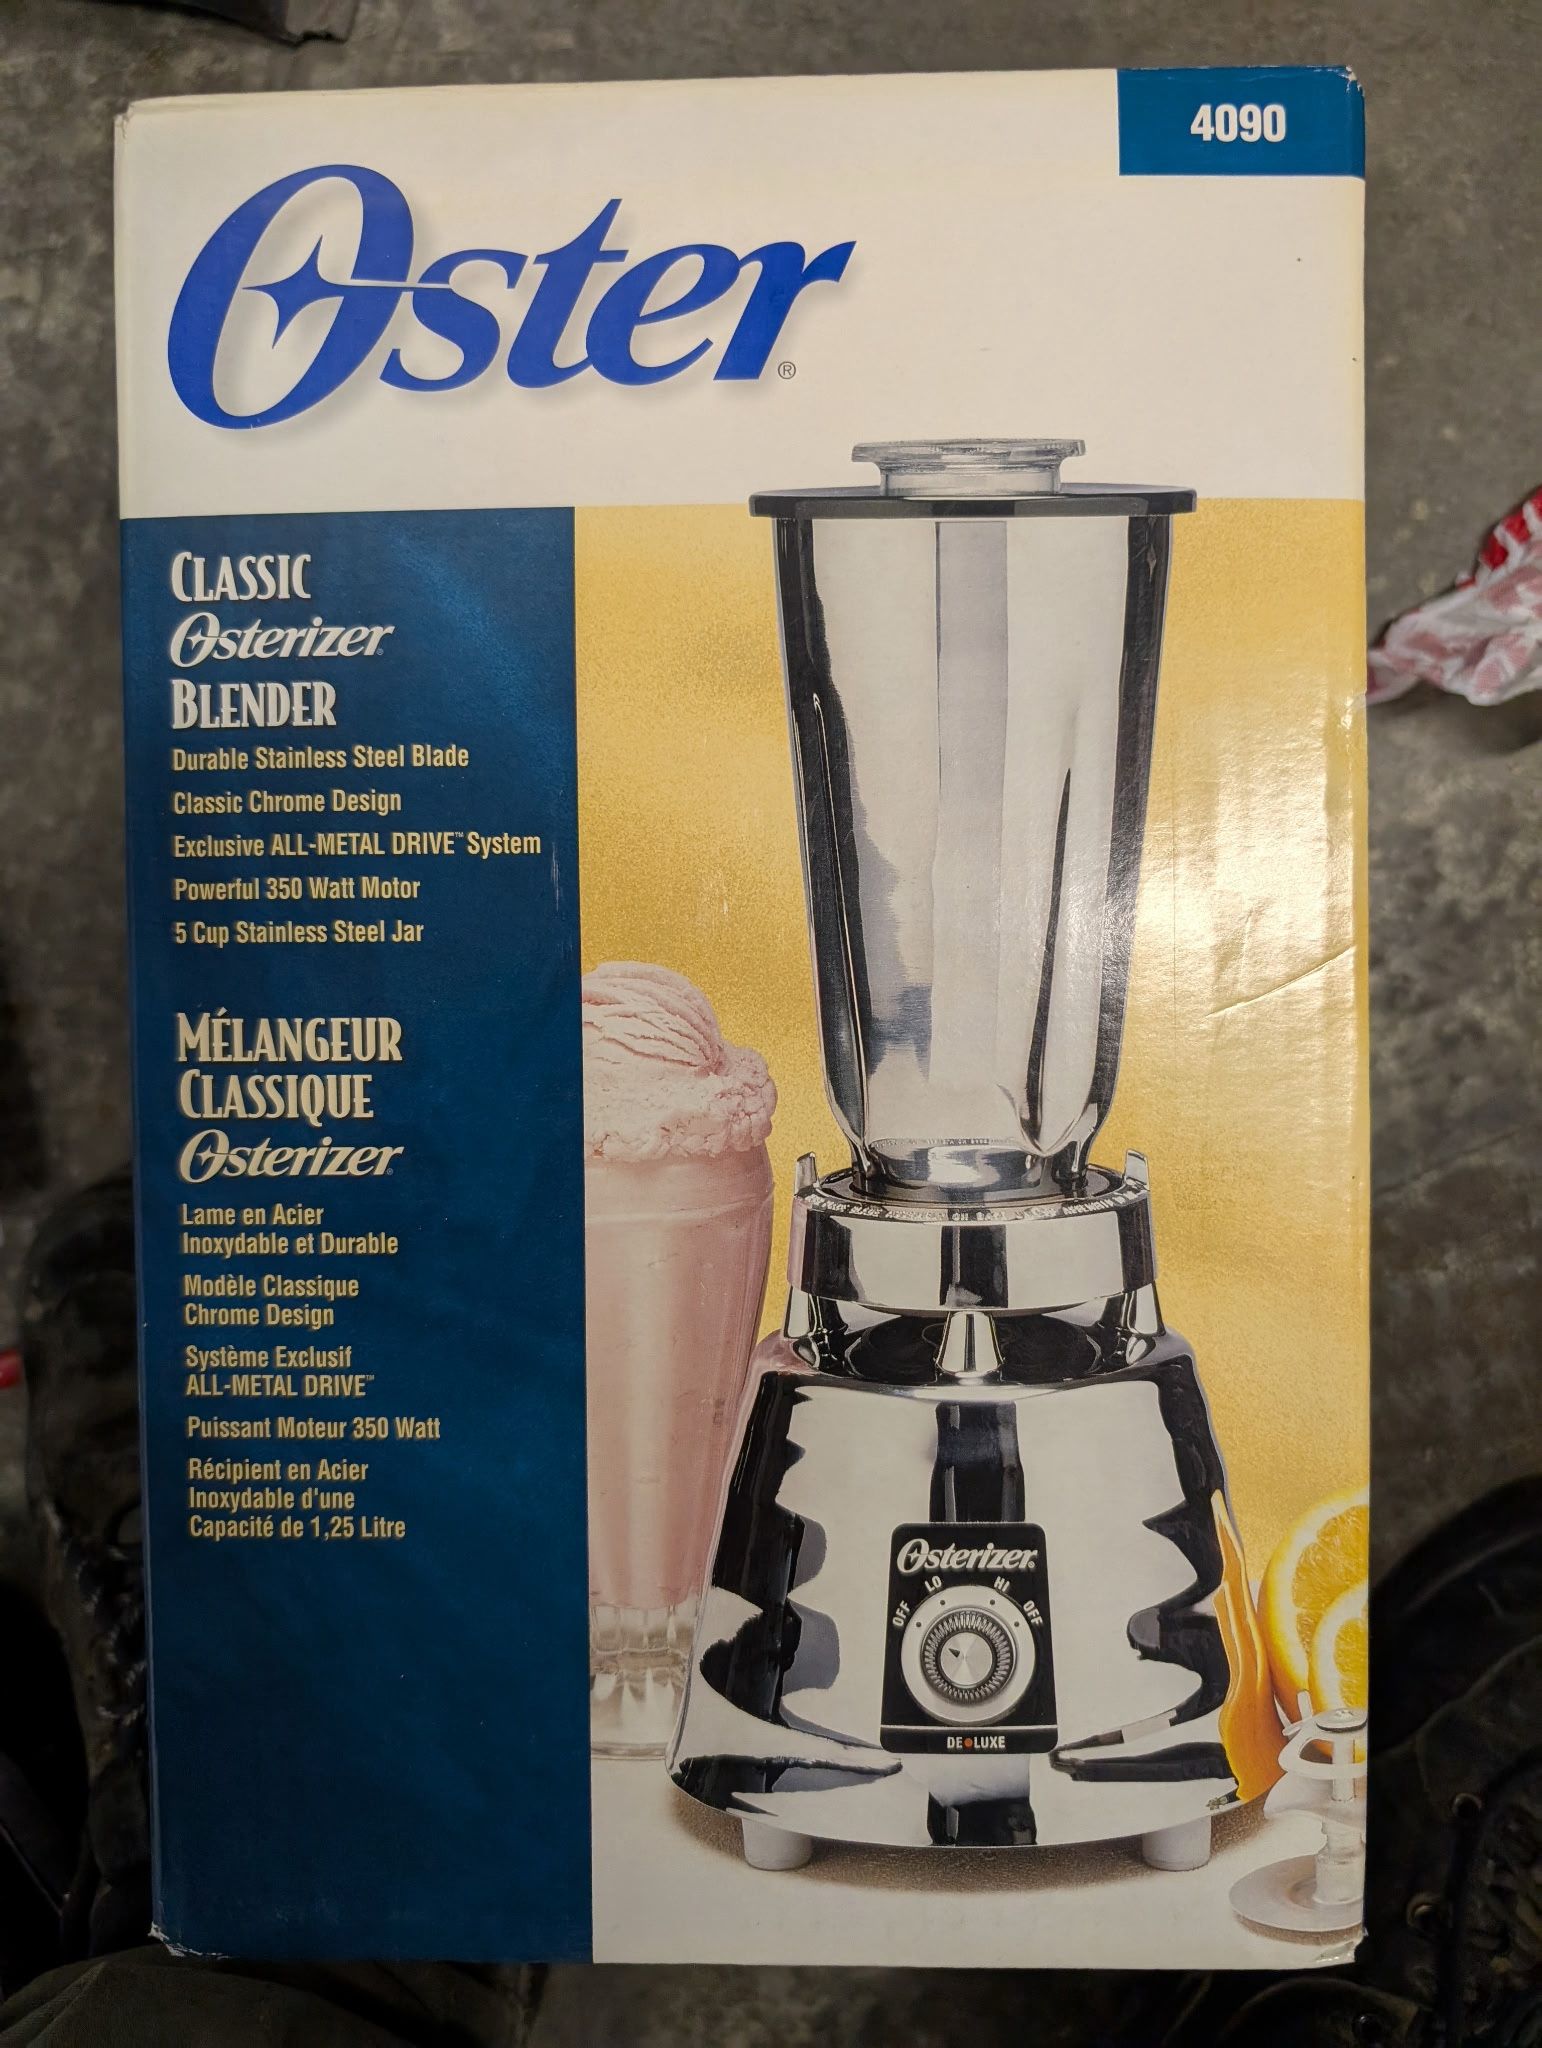 4090
Oster®
CLASSIC
Osterizer®
BLENDER
Durable Stainless Steel Blade
Classic Chrome Design
Exclusive ALL-METAL DRIVE™ System
Powerful 350 Watt Motor
5 Cup Stainless Steel Jar
MÉLANGEUR
CLASSIQUE
Osterizer®
Lame en Acier
Inoxydable et Durable
Modèle Classique
Chrome Design
Système Exclusif
ALL-METAL DRIVE™
Puissant Moteur 350 Watt
Récipient en Acier
Inoxydable d'une
Capacité de 1,25 Litre
Osterizer®
OFF LO HI OFF
DE•LUXE